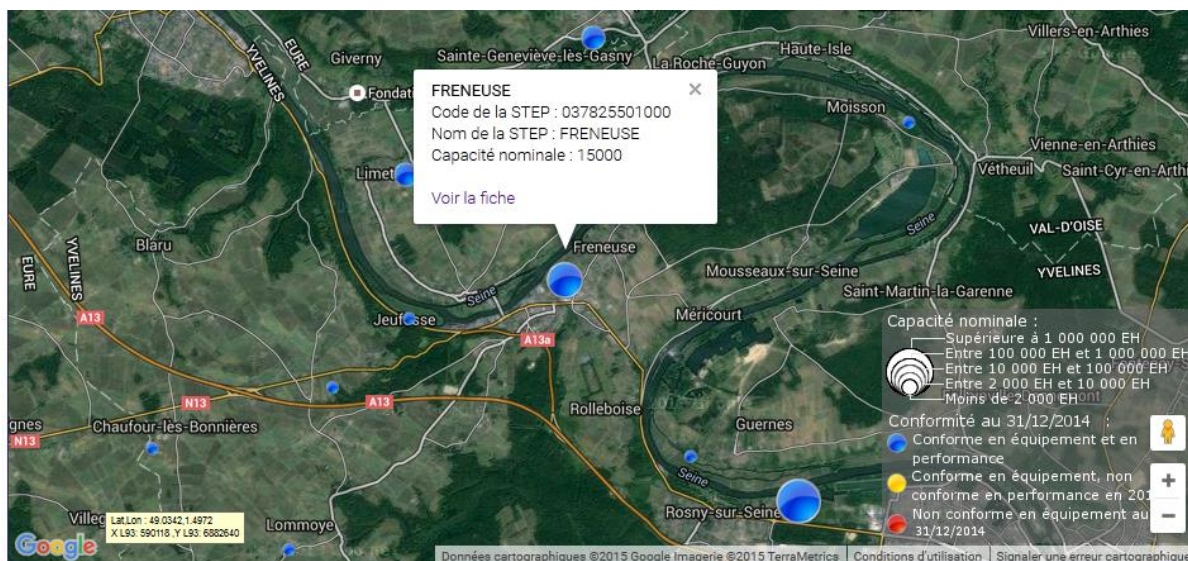 Villers-en-Arthies
Haute-Isle
EURE
YVELINES
Giverny
Sainte-Geneviève-lès-Gasny
La Roche-Guyon
Fondati
FRENEUSE
×
Code de la STEP : 037825501000
Nom de la STEP : FRENEUSE
Capacité nominale : 15000
Voir la fiche
Moisson
Vienne-en-Arthies
Vétheuil
Saint-Cyr-en-Arthi
Limet
Seine
VAL-D'OISE
YVELINES
Blaru
YVELINES
EURE
Freneuse
Mousseaux-sur-Seine
Saint-Martin-la-Garenne
Seine
A13
Jeufosse
Méricourt
A13a
Capacité nominale :
Supérieure à 1 000 000 EH
Entre 100 000 EH et 1 000 000 EH
Entre 10 000 EH et 100 000 EH
Entre 2 000 EH et 10 000 EH
Moins de 2 000 EH
N13
A13
Rolleboise
Guernes
gnes
N13
Chaufour-lès-Bonnières
Conformité au 31/12/2014 :
Conforme en équipement et en
performance
Conforme en équipement, non
conforme en performance en 201
Non conforme en équipement au
31/12/2014
Seine
Rosny-sur-Seine
+
−
Villeg
Lommoye
Lat,Lon : 49.0342,1.4972
X L93: 590118 ,Y L93: 6882640
Google
Données cartographiques ©2015 Google Imagerie ©2015 TerraMetrics
Conditions d'utilisation
Signaler une erreur cartographique